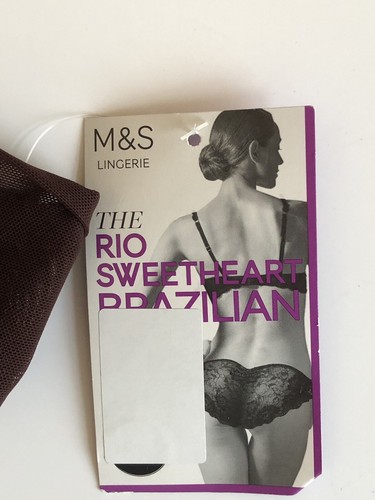 M&S
LINGERIE
THE
RIO
SWEETHEART
BRAZILIAN